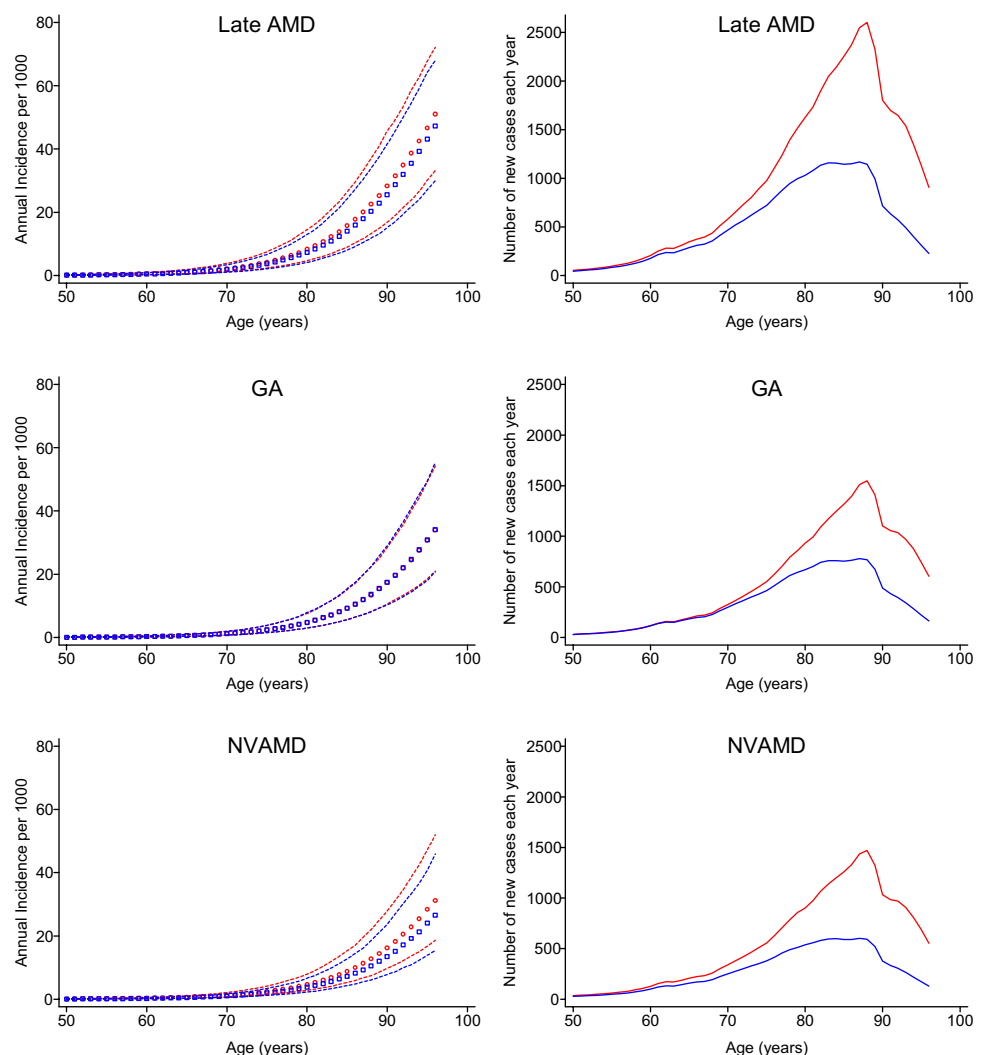 Late AMD
Annual Incidence per 1000
80
60
40
20
0
50 60 70 80 90 100
Age (years)
Late AMD
Number of new cases each year
2500
2000
1500
1000
500
0
50 60 70 80 90 100
Age (years)
GA
Annual Incidence per 1000
80
60
40
20
0
50 60 70 80 90 100
Age (years)
GA
Number of new cases each year
2500
2000
1500
1000
500
0
50 60 70 80 90 100
Age (years)
NVAMD
Annual Incidence per 1000
80
60
40
20
0
50 60 70 80 90 100
Age (years)
NVAMD
Number of new cases each year
2500
2000
1500
1000
500
0
50 60 70 80 90 100
Age (years)